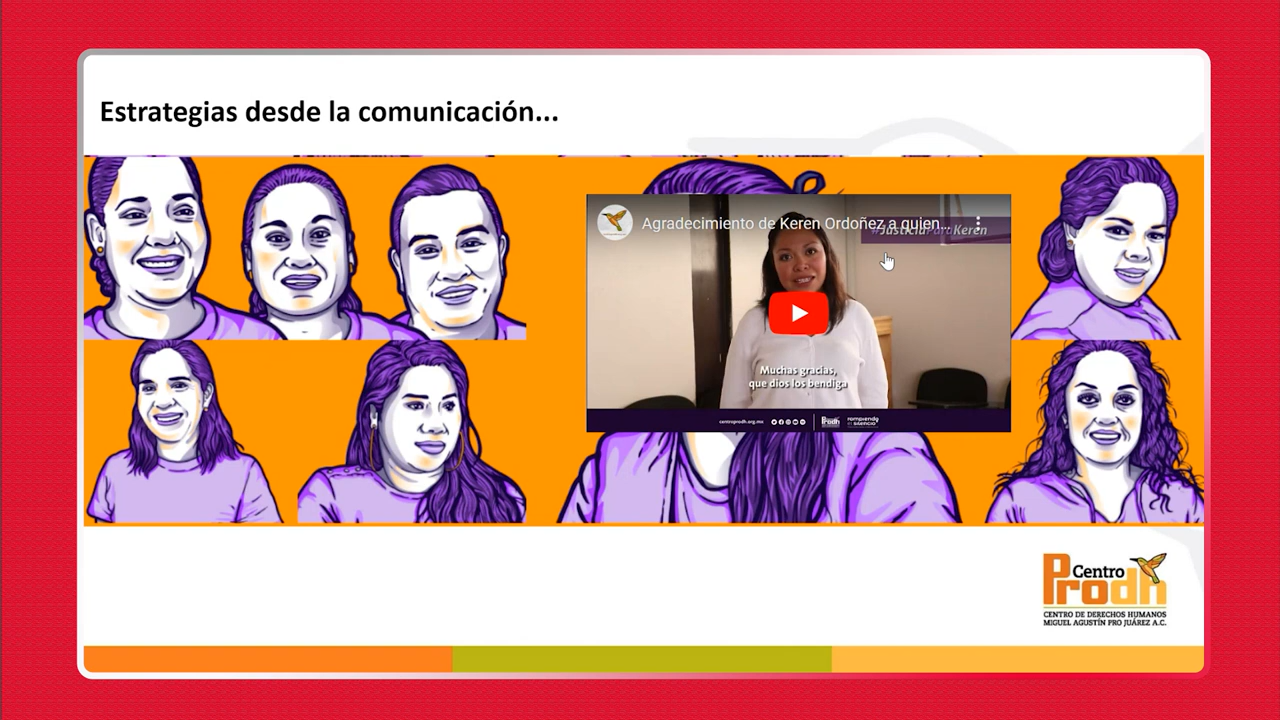 Estrategias desde la comunicación...
Agradecimiento de Keren Ordoñez a quien...
#JusticiaParaKeren
Muchas gracias,
que dios los bendiga
centroprodh.org.mx
Prodh
rompiendo
el SILENCIO
Centro
Prodh
CENTRO DE DERECHOS HUMANOS
MIGUEL AGUSTÍN PRO JUÁREZ A.C.